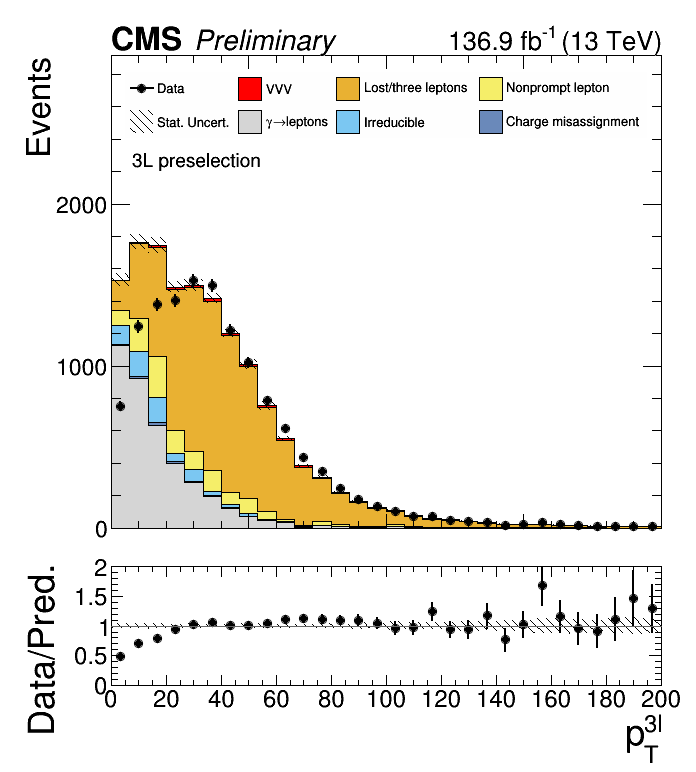 CMS Preliminary 136.9 fb⁻¹ (13 TeV)
Events
Data VVV Lost/three leptons Nonprompt lepton
Stat. Uncert. γ→leptons Irreducible Charge misassignment
3L preselection
2000
1000
0
Data/Pred.
2
1.5
1
0.5
0
0 20 40 60 80 100 120 140 160 180 200
p_T^3l